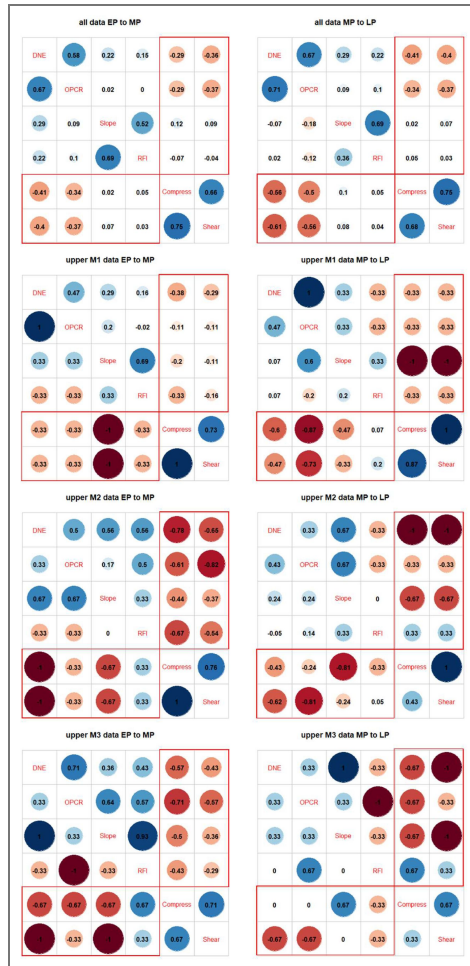 all data EP to MP
all data MP to LP
DNE 0.58 0.22 0.15 -0.29 -0.36
DNE 0.67 0.29 0.22 -0.41 -0.4
0.67 OPCR 0.02 0 -0.29 -0.37
0.71 OPCR 0.09 0.1 -0.34 -0.37
0.29 0.09 Slope 0.52 0.12 0.09
-0.07 -0.18 Slope 0.69 0.02 0.07
0.22 0.1 0.69 RFI -0.07 -0.04
0.02 -0.12 0.36 RFI 0.05 0.03
-0.41 -0.34 0.02 0.05 Compress 0.66
-0.56 -0.5 0.1 0.05 Compress 0.75
-0.4 -0.37 0.07 0.03 0.75 Shear
-0.61 -0.56 0.08 0.04 0.68 Shear
upper M1 data EP to MP
upper M1 data MP to LP
DNE 0.47 0.29 0.16 -0.38 -0.29
DNE 1 0.33 -0.33 -0.33 -0.33
1 OPCR 0.2 -0.02 -0.11 -0.11
0.47 OPCR 0.33 -0.33 -0.33 -0.33
0.33 0.33 Slope 0.69 -0.2 -0.11
0.07 0.6 Slope 0.33 -1 -1
-0.33 -0.33 0.33 RFI -0.33 -0.16
0.07 -0.2 0.2 RFI -0.33 -0.33
-0.33 -0.33 -1 -0.33 Compress 0.73
-0.6 -0.87 -0.47 0.07 Compress 1
-0.33 -0.33 -1 -0.33 1 Shear
-0.47 -0.73 -0.33 0.2 0.87 Shear
upper M2 data EP to MP
upper M2 data MP to LP
DNE 0.5 0.56 0.56 -0.78 -0.65
DNE 0.33 0.67 -0.33 -1 -1
0.33 OPCR 0.17 0.5 -0.61 -0.82
0.43 OPCR 0.67 -0.33 -0.33 -0.33
0.67 0.67 Slope 0.33 -0.44 -0.37
0.24 0.24 Slope 0 -0.67 -0.67
-0.33 -0.33 0 RFI -0.67 -0.54
-0.05 0.14 0.33 RFI 0.33 0.33
-1 -0.33 -0.67 0.33 Compress 0.76
-0.43 -0.24 -0.81 -0.33 Compress 1
-1 -0.33 -0.67 0.33 1 Shear
-0.62 -0.81 -0.24 0.05 0.43 Shear
upper M3 data EP to MP
upper M3 data MP to LP
DNE 0.71 0.36 0.43 -0.57 -0.43
DNE 0.33 1 -0.33 -0.67 -1
0.33 OPCR 0.64 0.57 -0.71 -0.57
0.33 OPCR 0.33 -1 -0.67 -0.33
1 0.33 Slope 0.93 -0.5 -0.36
0.33 0.33 Slope -0.33 -0.67 -1
-0.33 -1 -0.33 RFI -0.43 -0.29
0 0.67 0 RFI 0.67 0.33
-0.67 -0.67 -0.67 0.67 Compress 0.71
0 0 0.67 -0.33 Compress 0.67
-1 -0.33 -1 0.33 0.67 Shear
-0.67 -0.67 0 -0.33 0.33 Shear